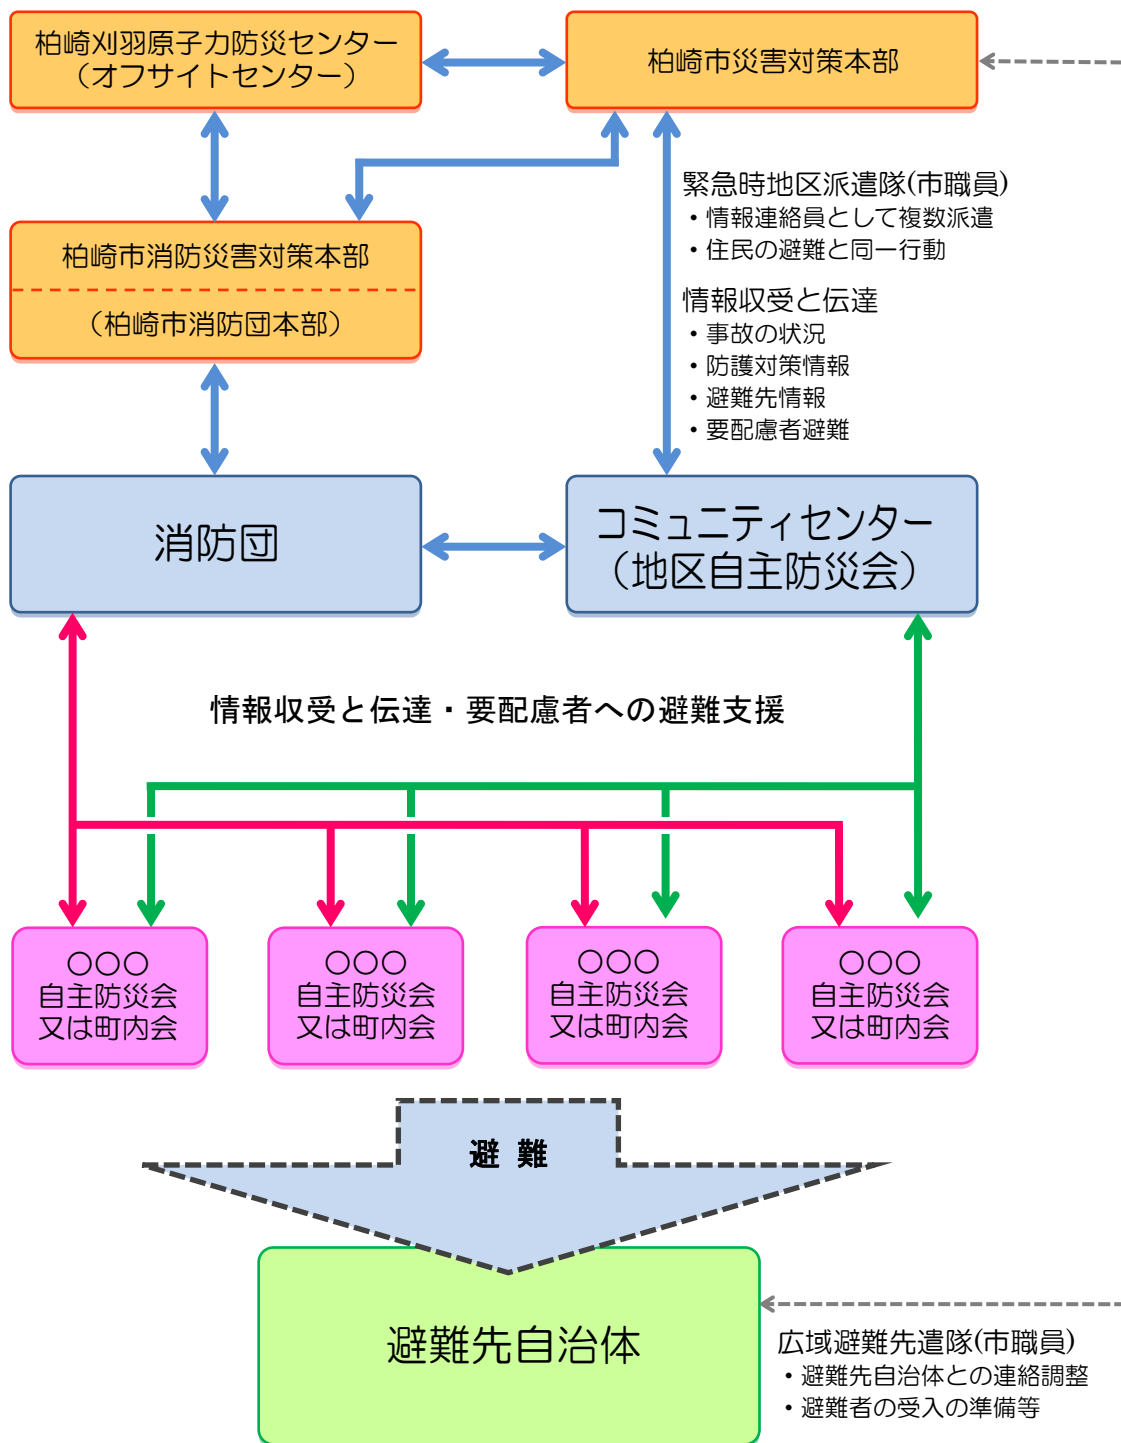 柏崎刈羽原子力防災センター
（オフサイトセンター）
柏崎市災害対策本部
緊急時地区派遣隊(市職員)
・情報連絡員として複数派遣
・住民の避難と同一行動
柏崎市消防災害対策本部
（柏崎市消防団本部）
情報収受と伝達
・事故の状況
・防護対策情報
・避難先情報
・要配慮者避難
消防団
コミュニティセンター
（地区自主防災会）
情報収受と伝達・要配慮者への避難支援
○○○
自主防災会
又は町内会
○○○
自主防災会
又は町内会
○○○
自主防災会
又は町内会
○○○
自主防災会
又は町内会
避 難
避難先自治体
広域避難先遣隊(市職員)
・避難先自治体との連絡調整
・避難者の受入の準備等